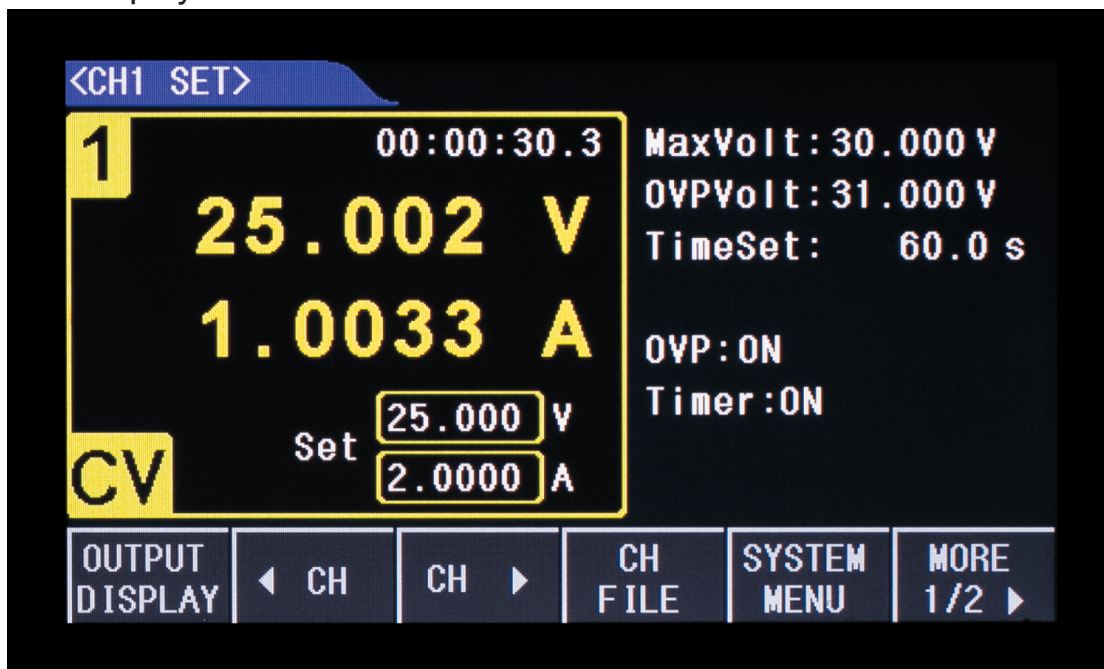 <CH1 SET>
1
00:00:30.3
25.002 V
1.0033 A
Set
25.000 V
2.0000 A
CV
MaxVolt:30.000 V
OVPVolt:31.000 V
TimeSet: 60.0 s
OVP:ON
Timer:ON
OUTPUT
DISPLAY
◀ CH
CH ▶
CH
FILE
SYSTEM
MENU
MORE
1/2 ▶